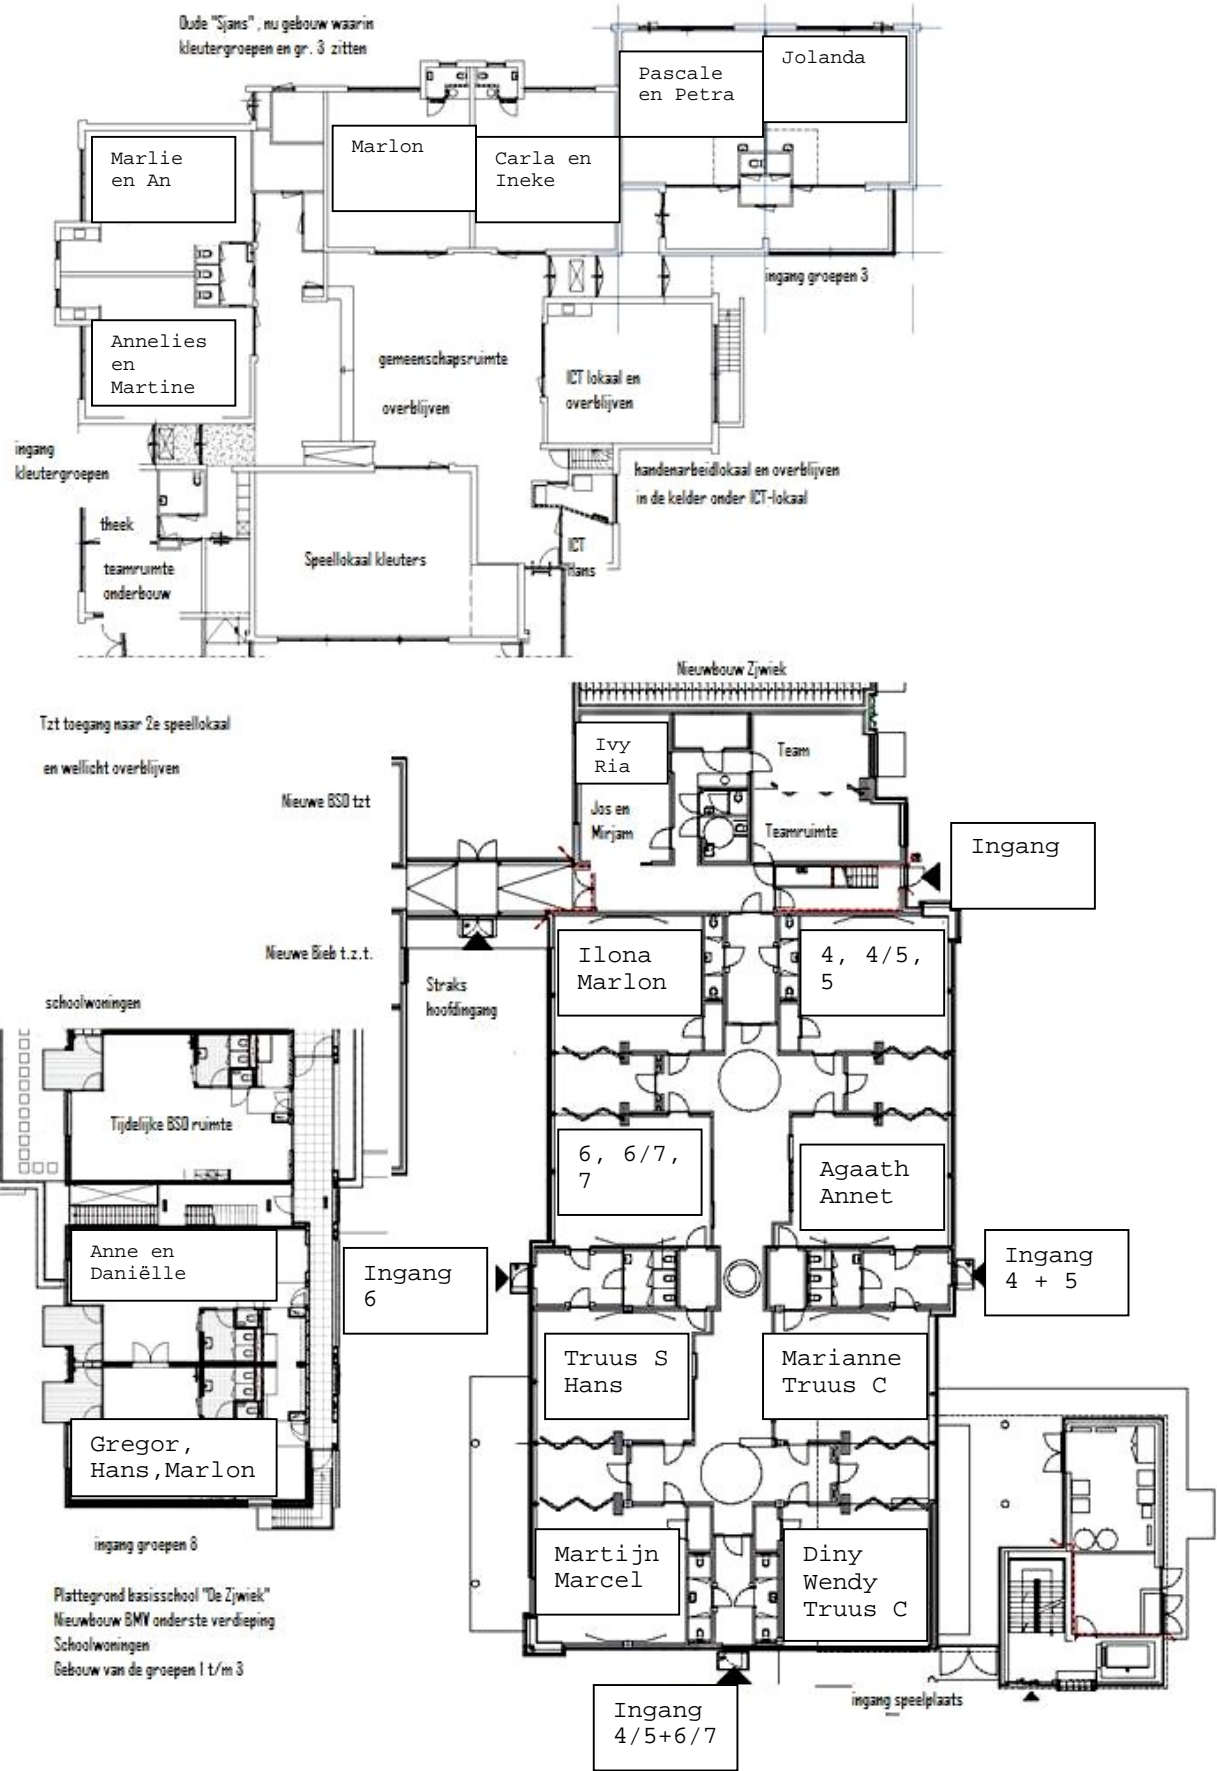 Oude "Sjans" , nu gebouw waarin
kleutergroepen en gr. 3 zitten
Jolanda
Pascale
en Petra
Marlon
Carla en
Ineke
Marlie
en An
ingang groepen 3
Annelies
en
Martine
gemeenschapsruimte
overblijven
ICT lokaal en
overblijven
ingang
kleutergroepen
handenarbeidlokaal en overblijven
in de kelder onder ICT-lokaal
theek
teamruimte
onderbouw
Speellokaal kleuters
ICT
Hans
Nieuwbouw Zjwiek
Tzt toegang naar 2e speellokaal
en wellicht overblijven
Ivy
Ria
Team
Nieuwe BSO tzt
Jos en
Mirjam
Teamruimte
Ingang
Nieuwe Bieb t.z.t.
Ilona
Marlon
4, 4/5,
5
Straks
hoofdingang
schoolwoningen
Tijdelijke BSO ruimte
6, 6/7,
7
Agaath
Annet
Anne en
Daniëlle
Ingang
6
Ingang
4 + 5
Truus S
Hans
Marianne
Truus C
Gregor,
Hans,Marlon
ingang groepen 8
Martijn
Marcel
Diny
Wendy
Truus C
Plattegrond basisschool "De Zjwiek"
Nieuwbouw BMV onderste verdieping
Schoolwoningen
Gebouw van de groepen 1 t/m 3
Ingang
4/5+6/7
ingang speelplaats